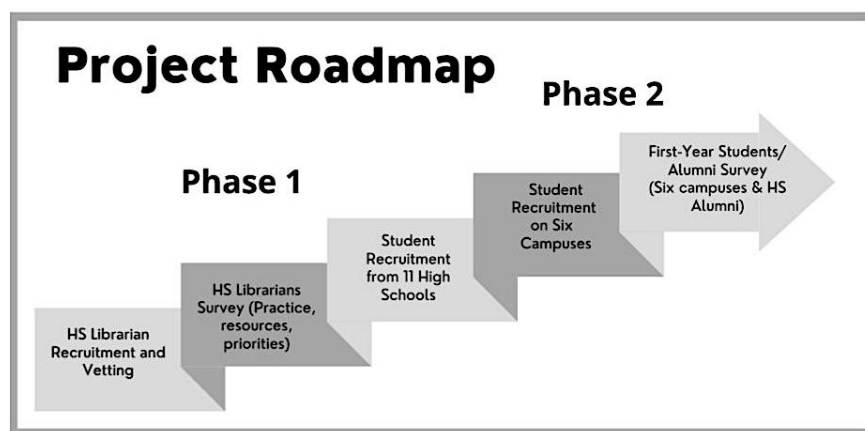 Project Roadmap
Phase 1
Phase 2
HS Librarian
Recruitment and
Vetting
HS Librarians
Survey (Practice,
resources,
priorities)
Student
Recruitment
from 11 High
Schools
Student
Recruitment
on Six
Campuses
First-Year Students/
Alumni Survey
(Six campuses & HS
Alumni)